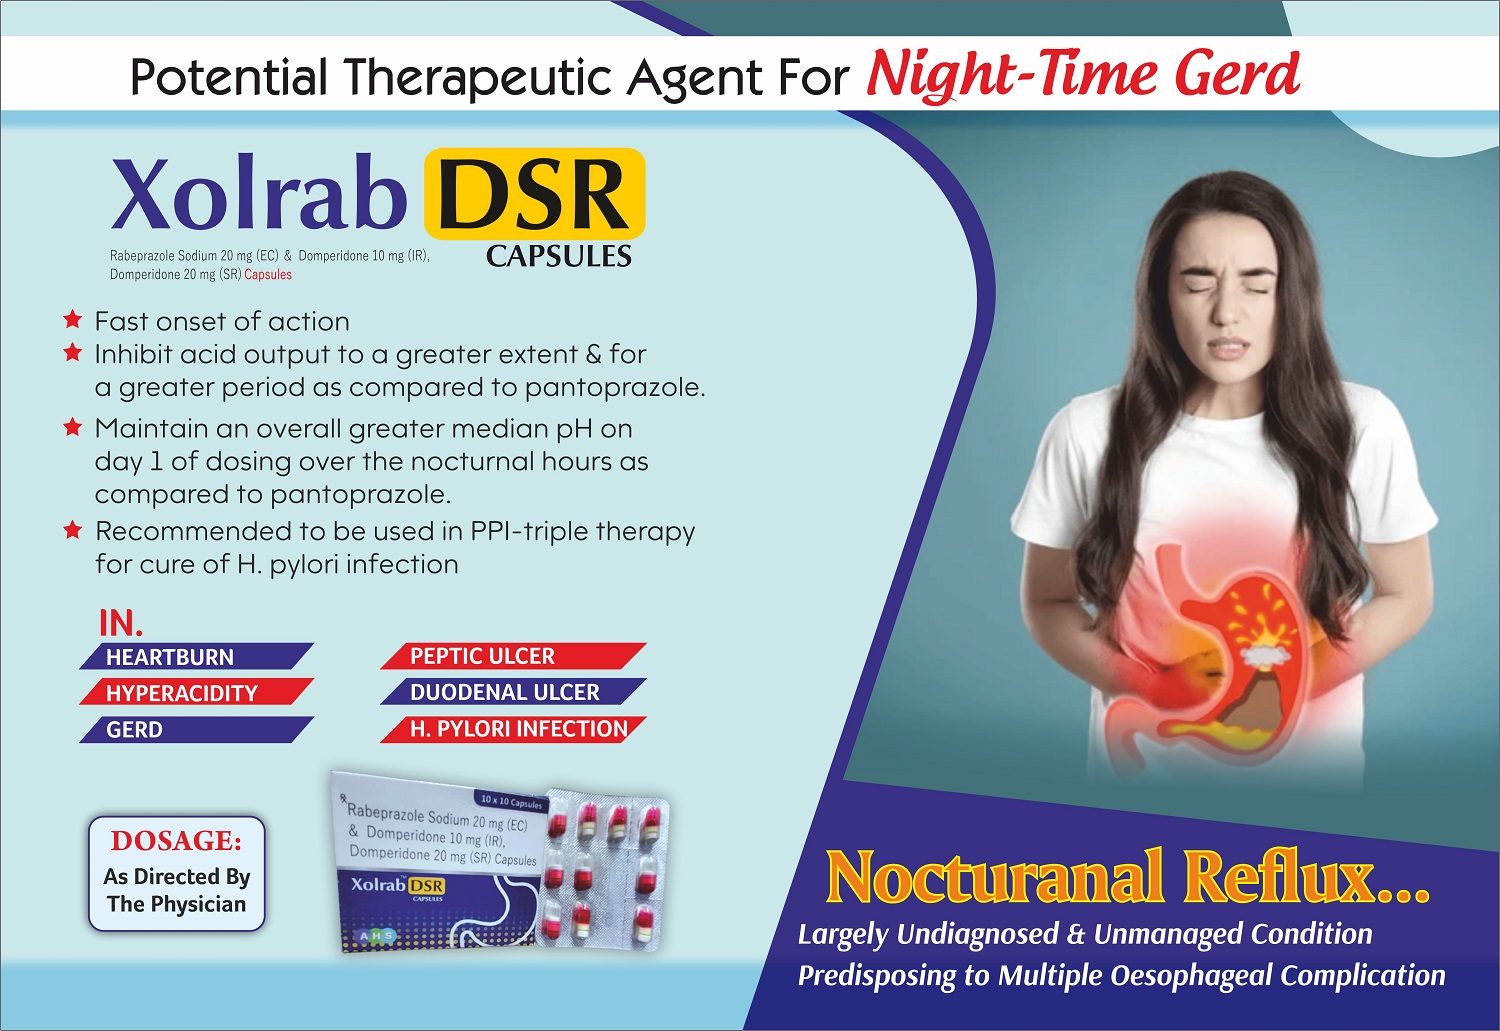 Potential Therapeutic Agent For Night-Time Gerd
Xolrab DSR
CAPSULES
Rabeprazole Sodium 20 mg (EC) & Domperidone 10 mg (IR),
Domperidone 20 mg (SR) Capsules
Fast onset of action
Inhibit acid output to a greater extent & for
a greater period as compared to pantoprazole.
Maintain an overall greater median pH on
day 1 of dosing over the nocturnal hours as
compared to pantoprazole.
Recommended to be used in PPI-triple therapy
for cure of H. pylori infection
IN.
HEARTBURN
HYPERACIDITY
GERD
PEPTIC ULCER
DUODENAL ULCER
H. PYLORI INFECTION
DOSAGE:
As Directed By
The Physician
10 x 10 Capsules
℞
Rabeprazole Sodium 20 mg (EC)
& Domperidone 10 mg (IR),
Domperidone 20 mg (SR) Capsules
Xolrab™ DSR
CAPSULES
AHS
Nocturanal Reflux...
Largely Undiagnosed & Unmanaged Condition
Predisposing to Multiple Oesophageal Complication